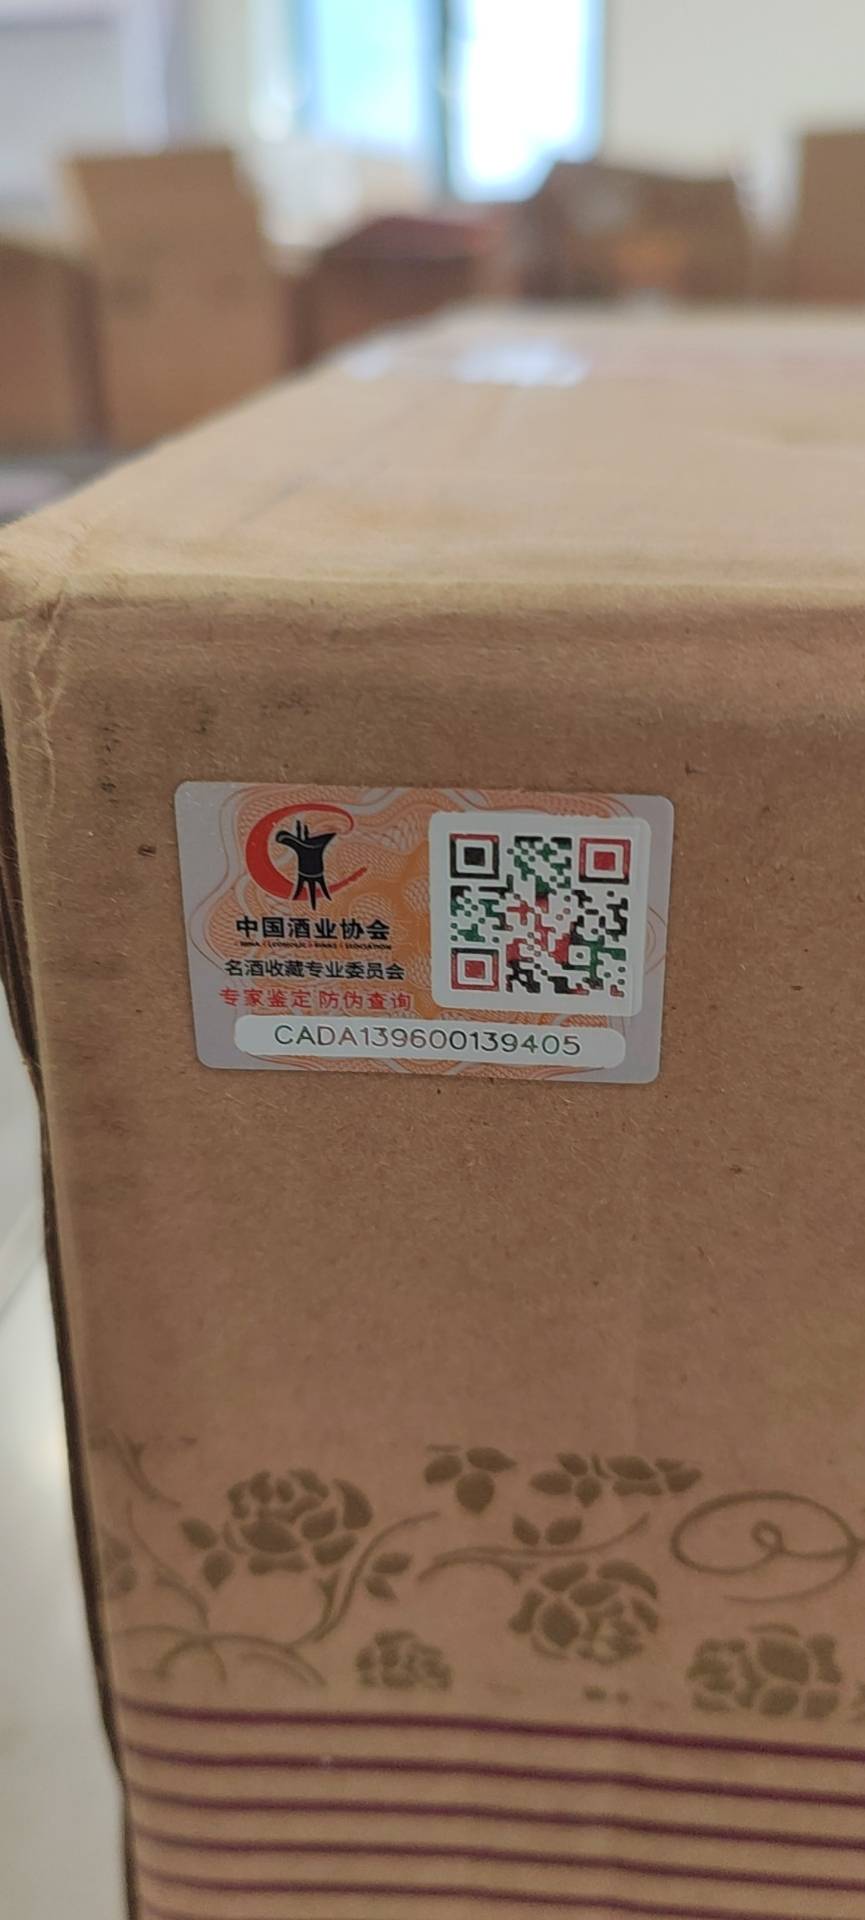 中国酒业协会
名酒收藏专业委员会
专家鉴定 防伪查询
CADA139600139405